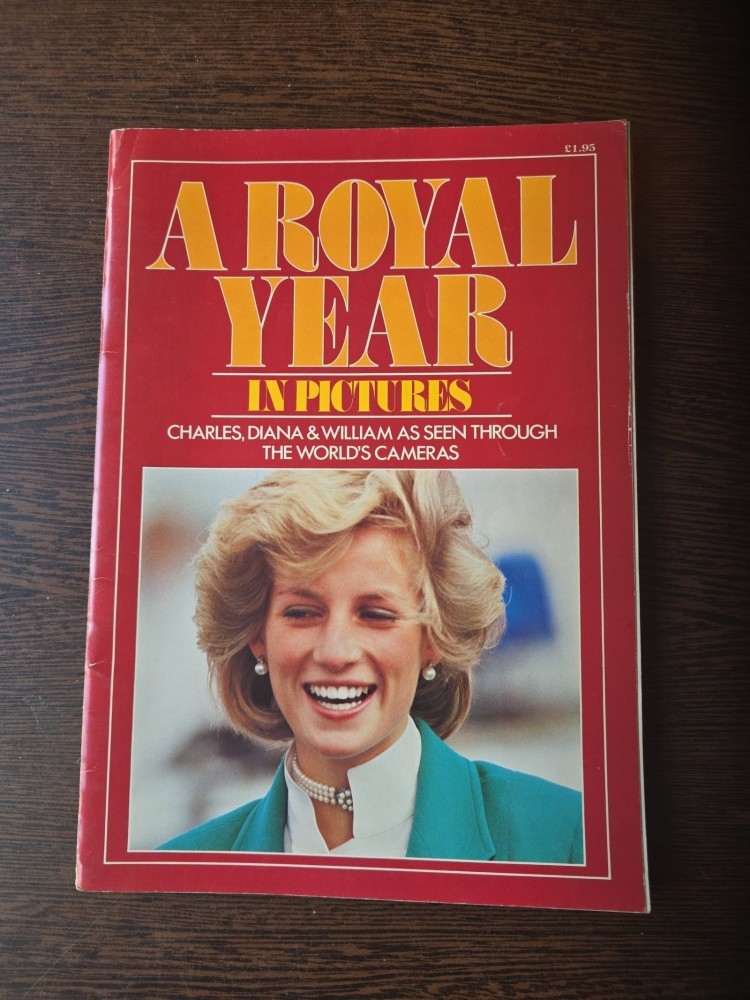 £1.95
A ROYAL
YEAR
IN PICTURES
CHARLES, DIANA & WILLIAM AS SEEN THROUGH
THE WORLD'S CAMERAS